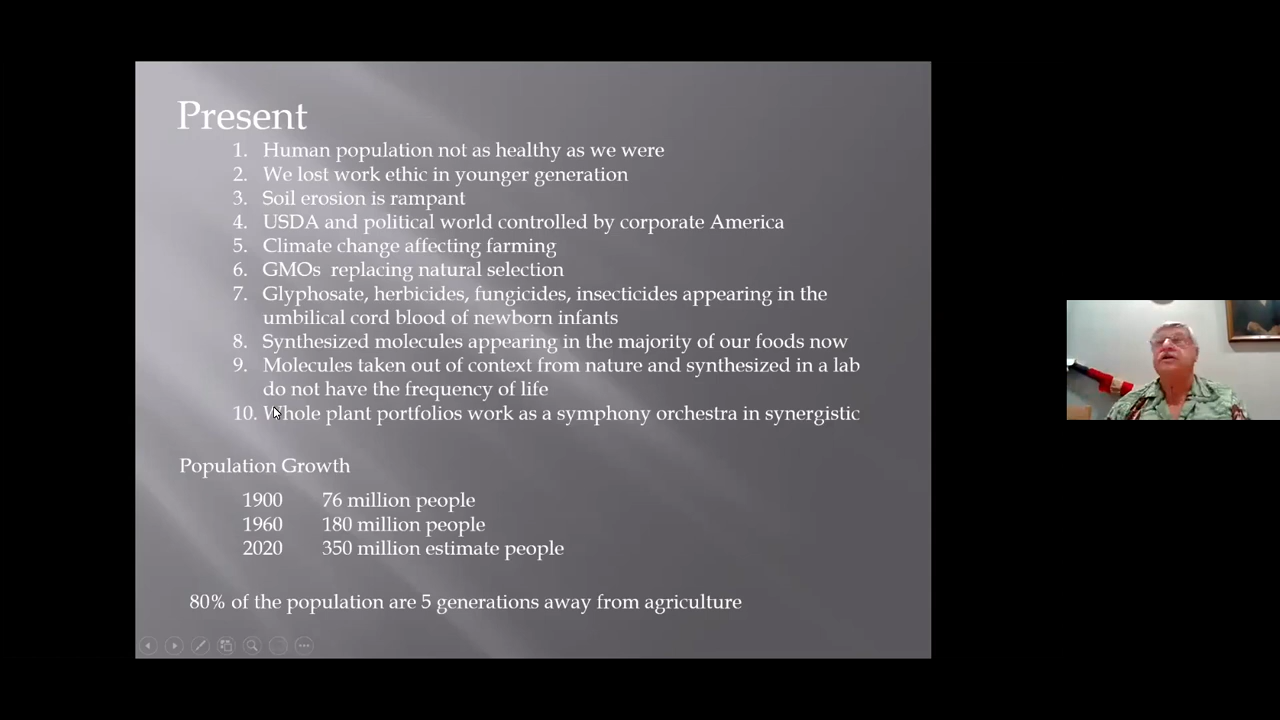 Present
1. Human population not as healthy as we were
2. We lost work ethic in younger generation
3. Soil erosion is rampant
4. USDA and political world controlled by corporate America
5. Climate change affecting farming
6. GMOs replacing natural selection
7. Glyphosate, herbicides, fungicides, insecticides appearing in the
umbilical cord blood of newborn infants
8. Synthesized molecules appearing in the majority of our foods now
9. Molecules taken out of context from nature and synthesized in a lab
do not have the frequency of life
10. Whole plant portfolios work as a symphony orchestra in synergistic
Population Growth
1900 76 million people
1960 180 million people
2020 350 million estimate people
80% of the population are 5 generations away from agriculture